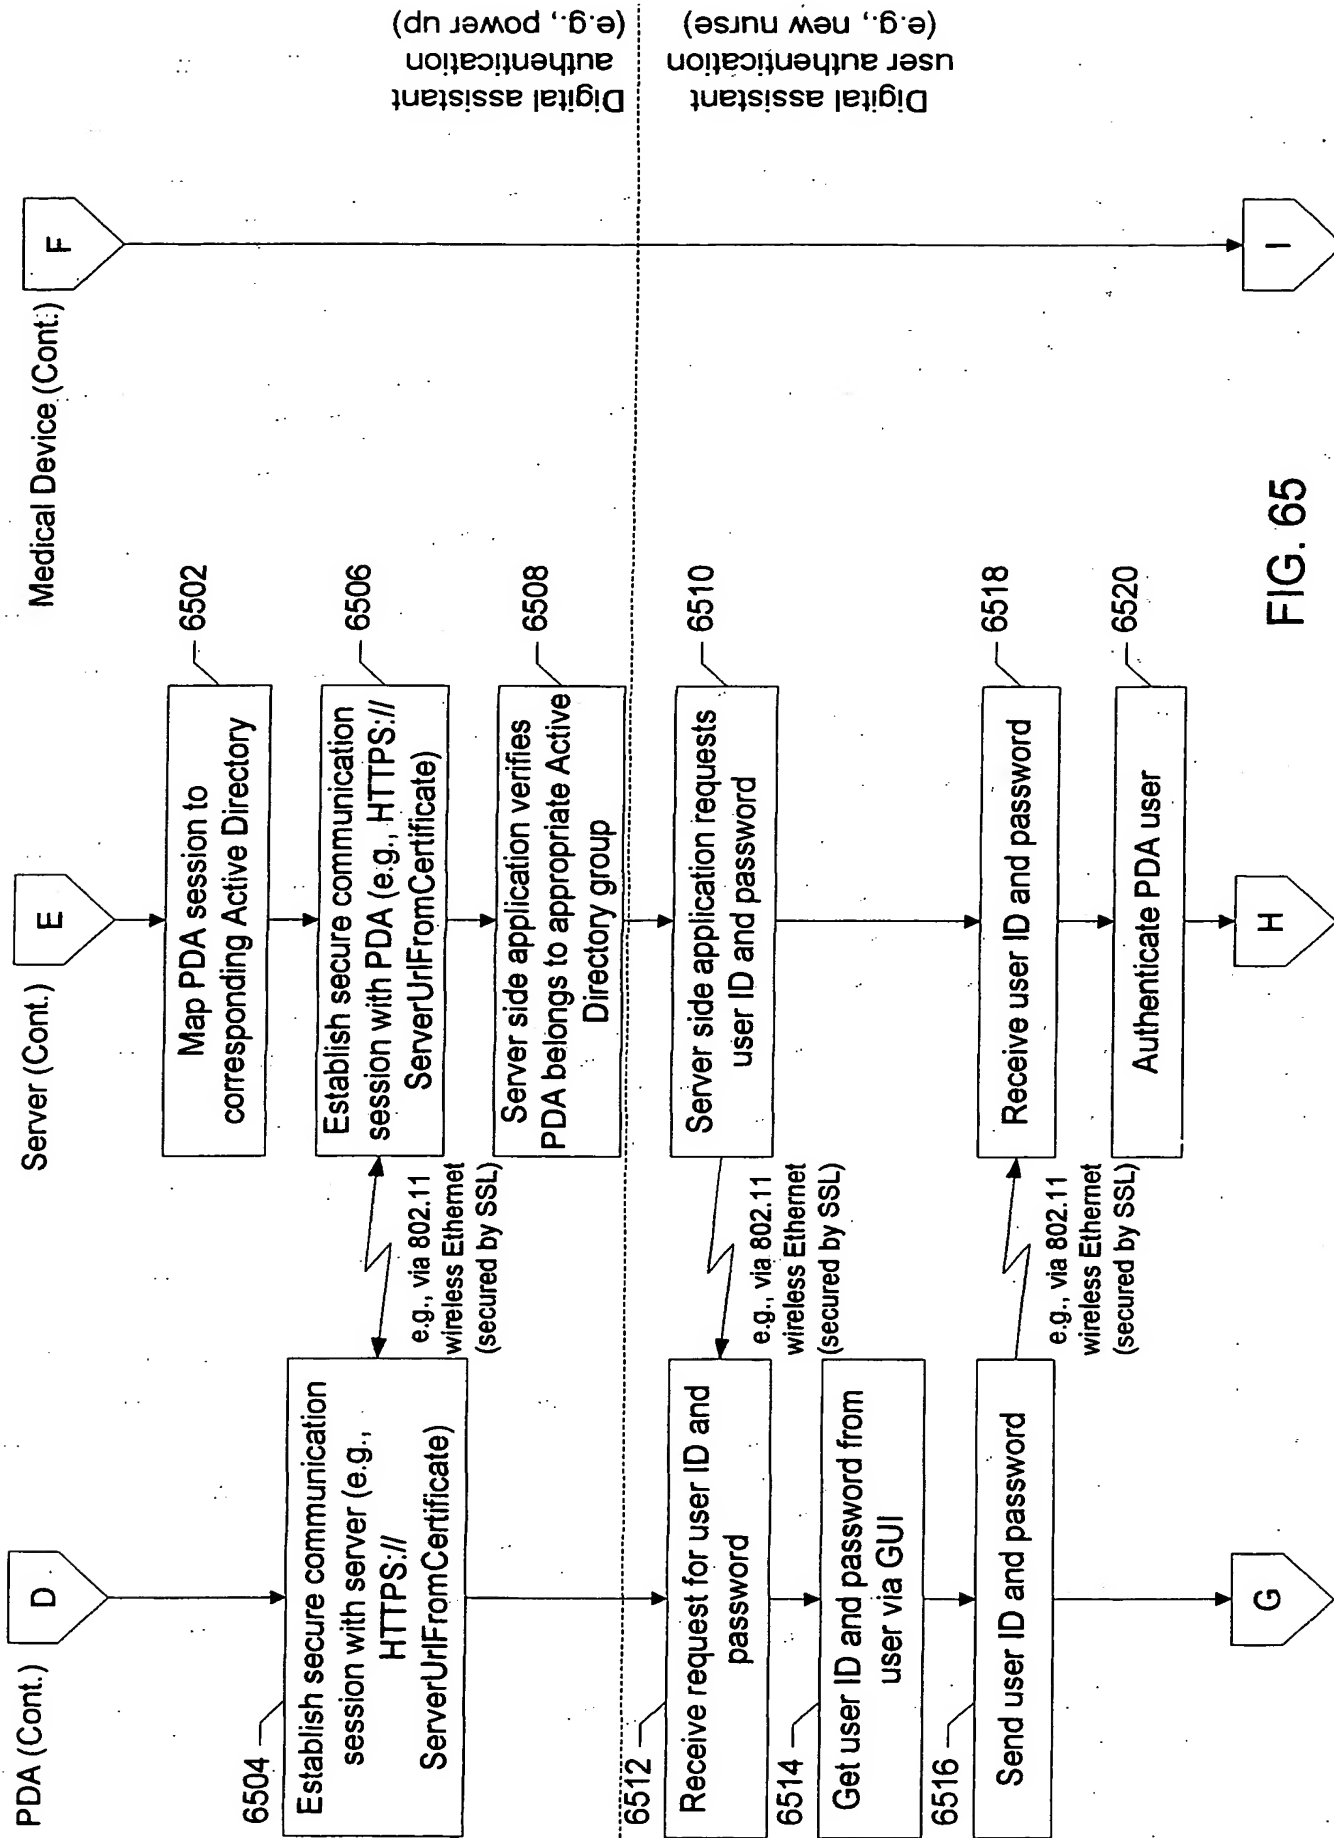 PDA (Cont.)
D
6504
Establish secure communication
session with server (e.g.,
HTTPS://
ServerUrlFromCertificate)
6512
Receive request for user ID and
password
6514
Get user ID and password from
user via GUI
6516
Send user ID and password
G
e.g., via 802.11
wireless Ethernet
(secured by SSL)
e.g., via 802.11
wireless Ethernet
(secured by SSL)
e.g., via 802.11
wireless Ethernet
(secured by SSL)
Server (Cont.)
E
Map PDA session to
corresponding Active Directory
6502
Establish secure communication
session with PDA (e.g., HTTPS://
ServerUrlFromCertificate)
6506
Server side application verifies
PDA belongs to appropriate Active
Directory group
6508
Server side application requests
user ID and password
6510
Receive user ID and password
6518
Authenticate PDA user
6520
H
Medical Device (Cont.)
F
I
Digital assistant
authentication
(e.g., power up)
Digital assistant
user authentication
(e.g., new nurse)
FIG. 65